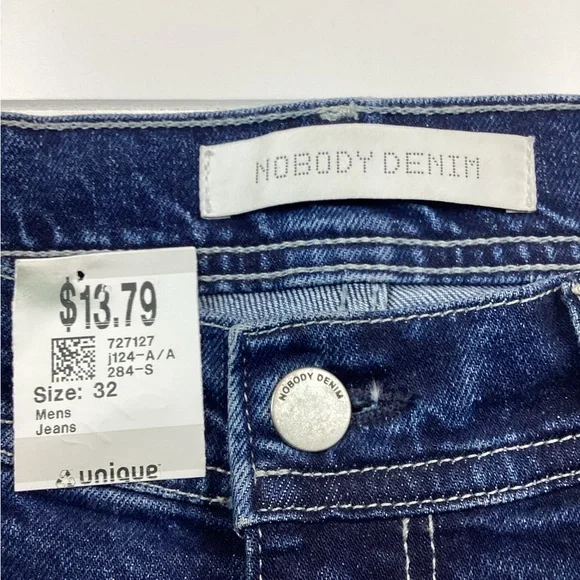 NOBODY DENIM
$13.79
727127
j124-A/A
284-S
Size: 32
Mens
Jeans
unique
NOBODY DENIM